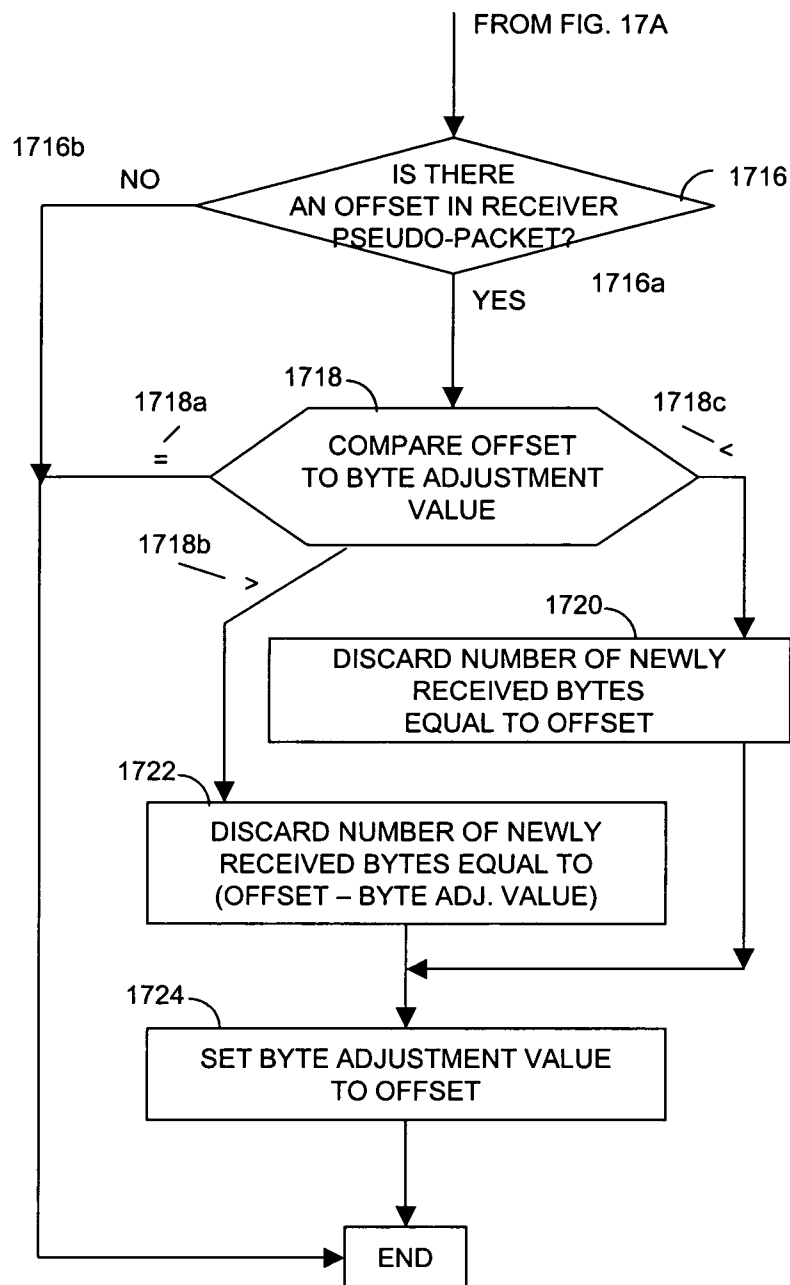 FROM FIG. 17A
1716b
NO
IS THERE
AN OFFSET IN RECEIVER
PSEUDO-PACKET?
1716
1716a
YES
1718
1718a
=
1718c
<
COMPARE OFFSET
TO BYTE ADJUSTMENT
VALUE
1718b
>
1720
DISCARD NUMBER OF NEWLY
RECEIVED BYTES
EQUAL TO OFFSET
1722
DISCARD NUMBER OF NEWLY
RECEIVED BYTES EQUAL TO
(OFFSET – BYTE ADJ. VALUE)
1724
SET BYTE ADJUSTMENT VALUE
TO OFFSET
END